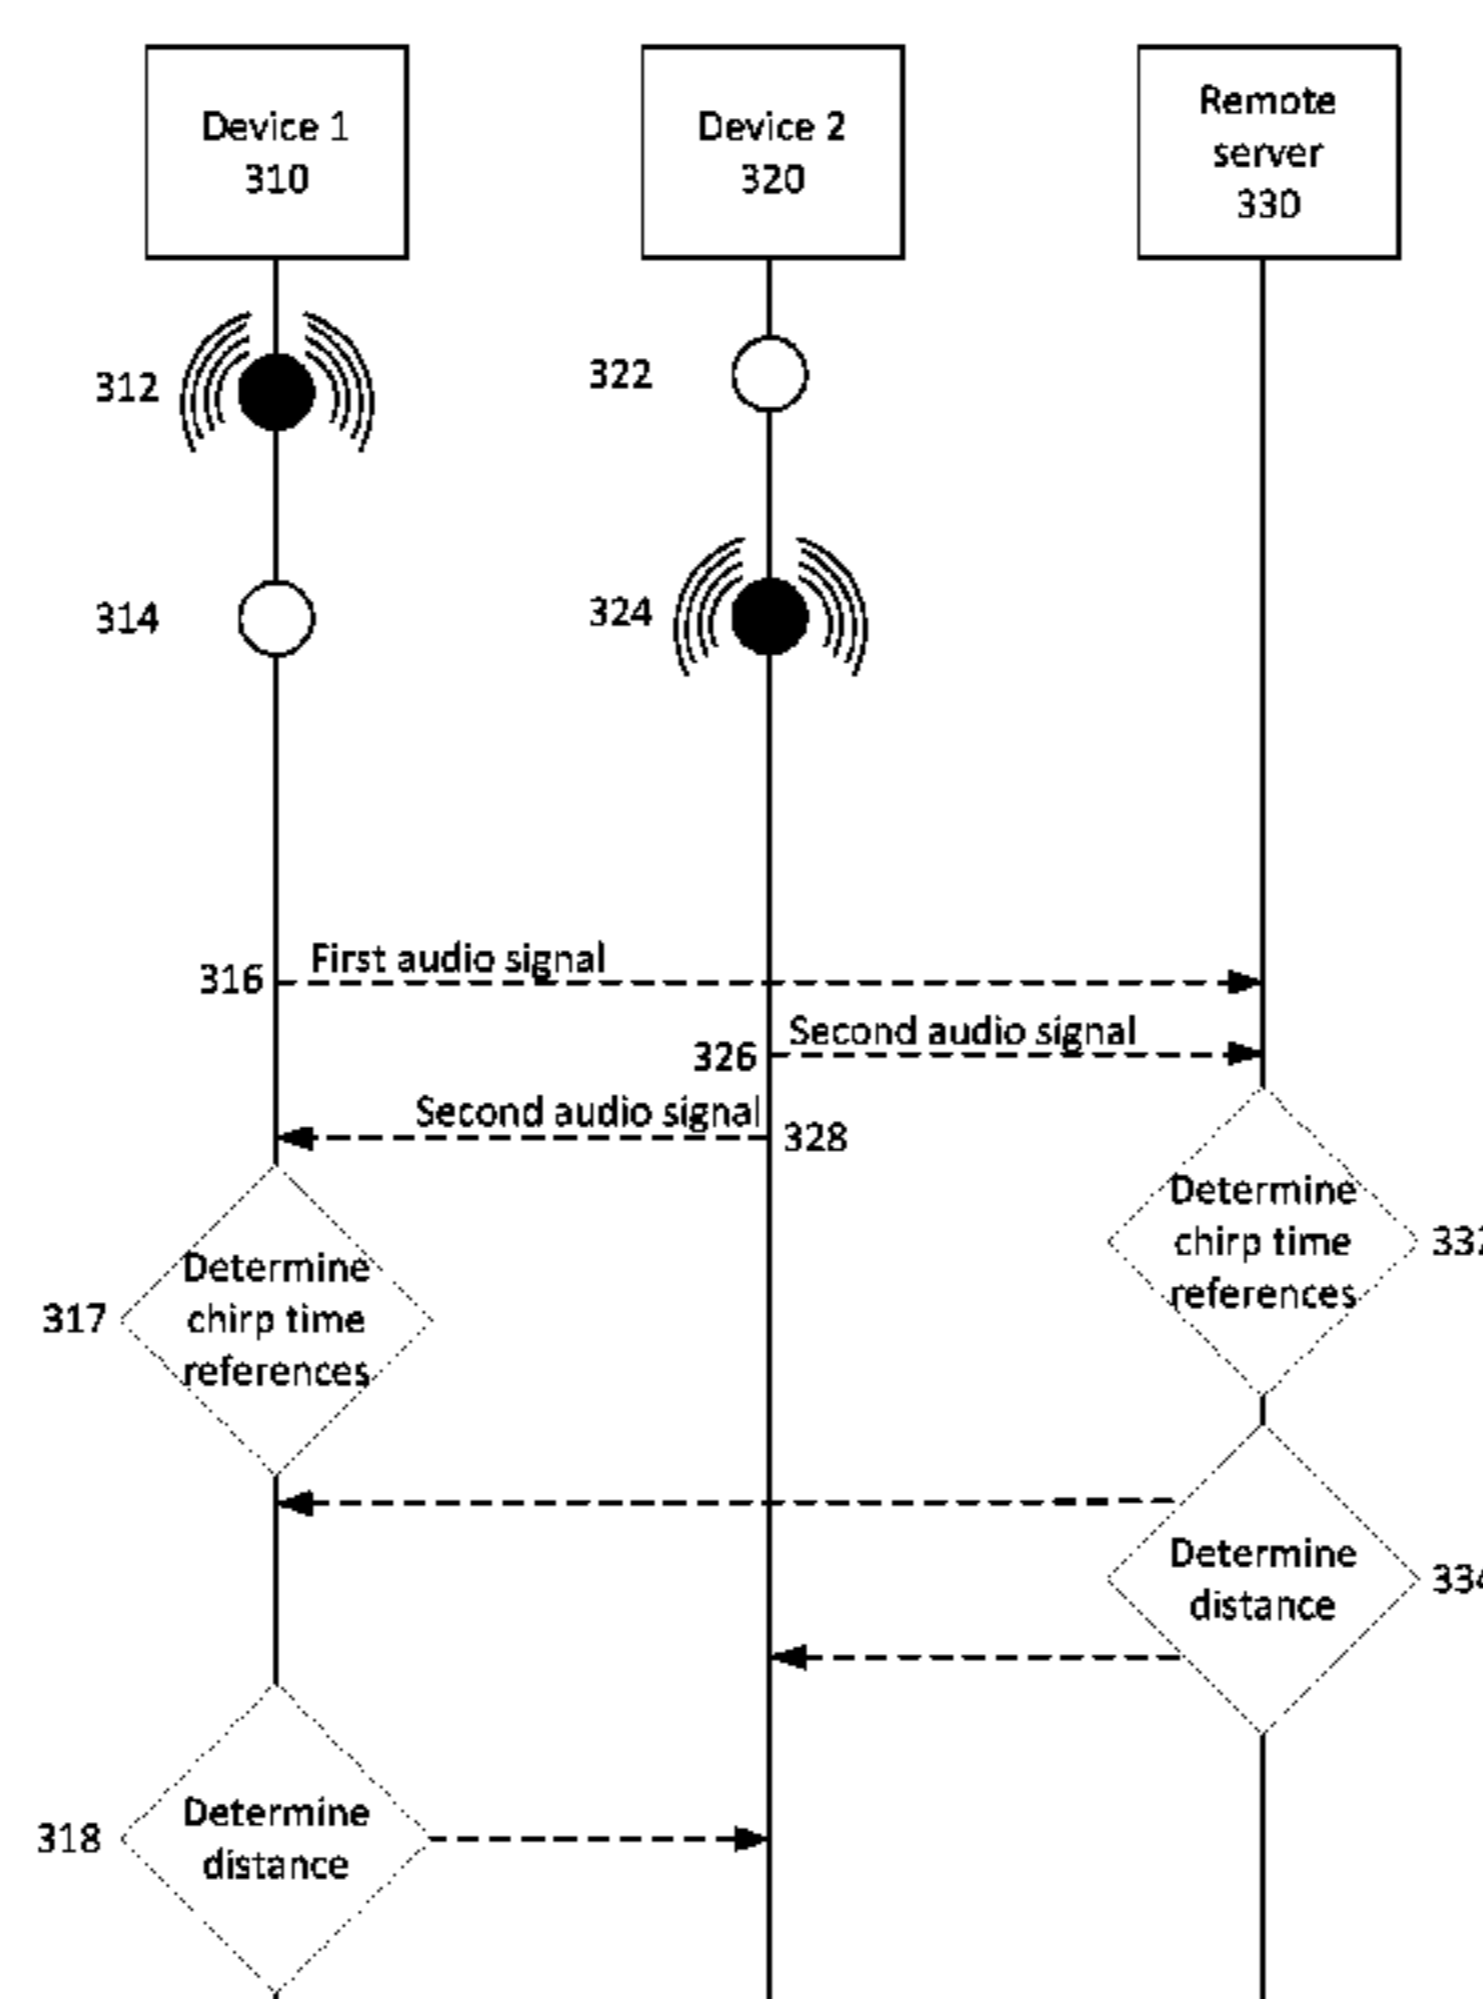 Device 1
310
Device 2
320
Remote
server
330
312
322
314
324
First audio signal
316
Second audio signal
326
Second audio signal
328
Determine
chirp time
references
332
Determine
chirp time
references
317
Determine
distance
334
Determine
distance
318